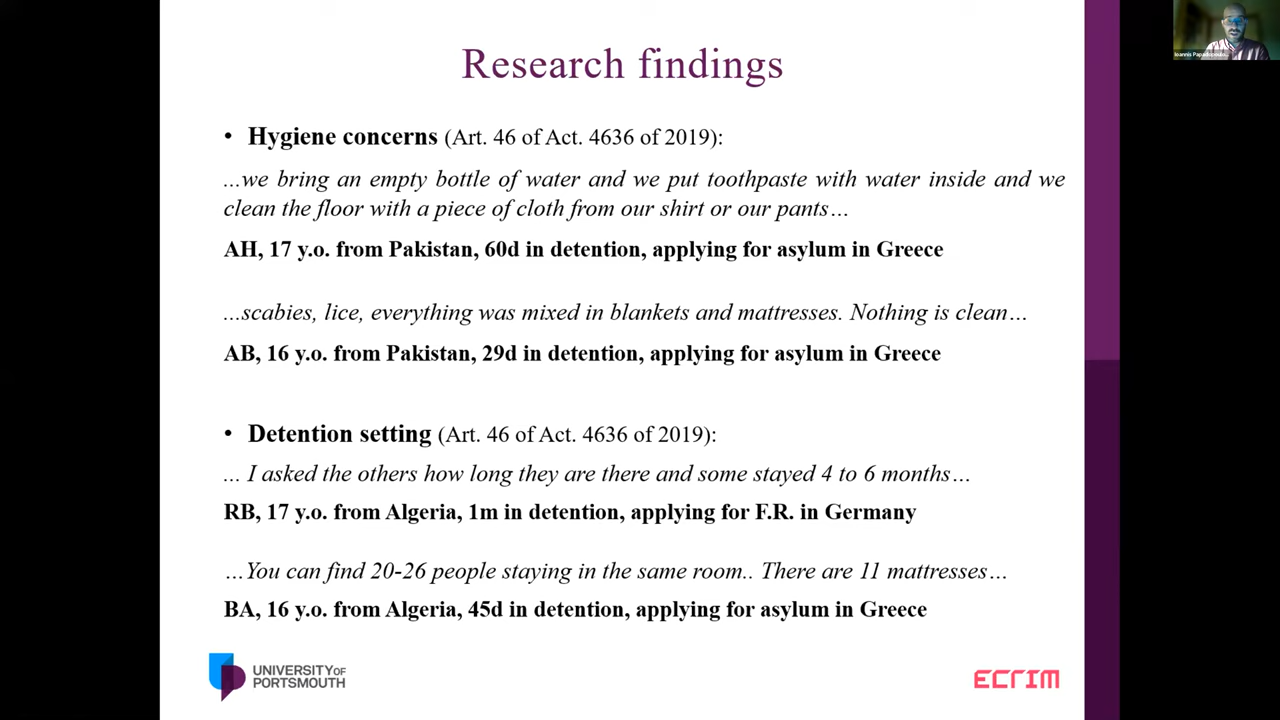 Research findings
Ioannis
• Hygiene concerns (Art. 46 of Act. 4636 of 2019):
...we bring an empty bottle of water and we put toothpaste with water inside and we
clean the floor with a piece of cloth from our shirt or our pants…
AH, 17 y.o. from Pakistan, 60d in detention, applying for asylum in Greece
...scabies, lice, everything was mixed in blankets and mattresses. Nothing is clean…
AB, 16 y.o. from Pakistan, 29d in detention, applying for asylum in Greece
• Detention setting (Art. 46 of Act. 4636 of 2019):
... I asked the others how long they are there and some stayed 4 to 6 months…
RB, 17 y.o. from Algeria, 1m in detention, applying for F.R. in Germany
…You can find 20-26 people staying in the same room.. There are 11 mattresses…
BA, 16 y.o. from Algeria, 45d in detention, applying for asylum in Greece
UNIVERSITY OF
PORTSMOUTH
ECRIM